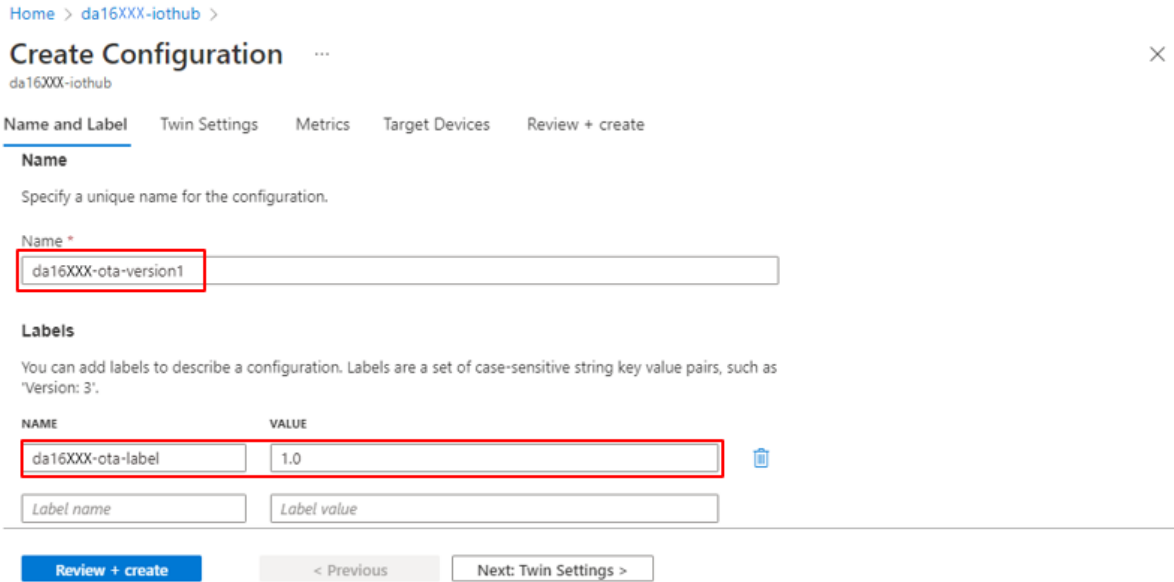 Home > da16XXX-iothub >
Create Configuration ...
da16XXX-iothub
Name and Label Twin Settings Metrics Target Devices Review + create
Name
Specify a unique name for the configuration.
Name *
da16XXX-ota-version1
Labels
You can add labels to describe a configuration. Labels are a set of case-sensitive string key value pairs, such as
'Version: 3'.
NAME VALUE
da16XXX-ota-label 1.0
Label name Label value
Review + create < Previous Next: Twin Settings >